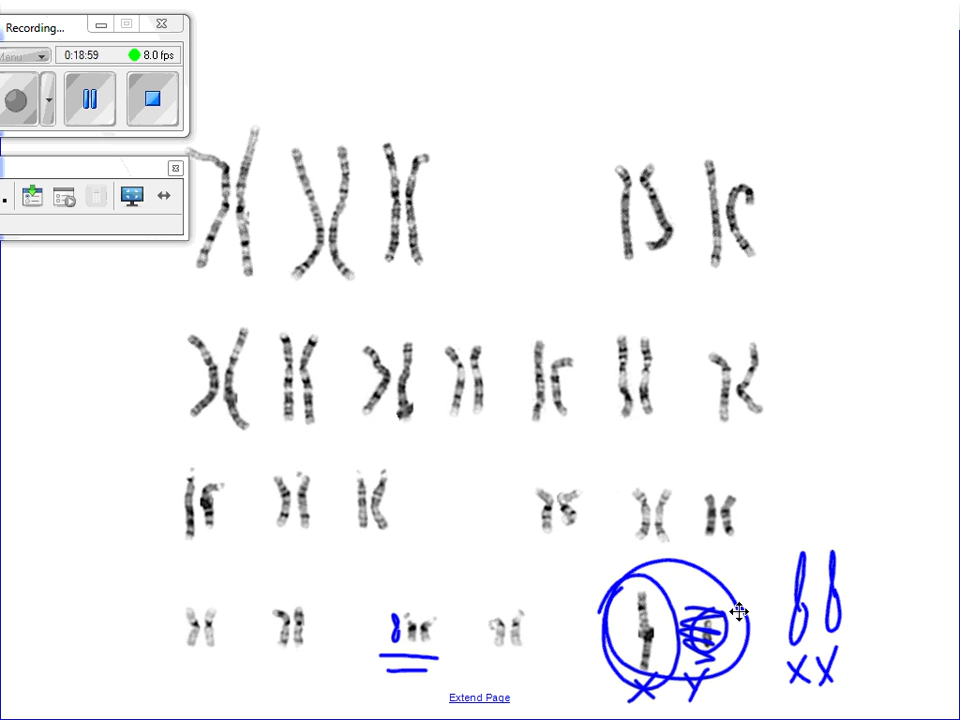 Recording...
Menu
0:18:59
8.0 fps
X Y
XX
Extend Page